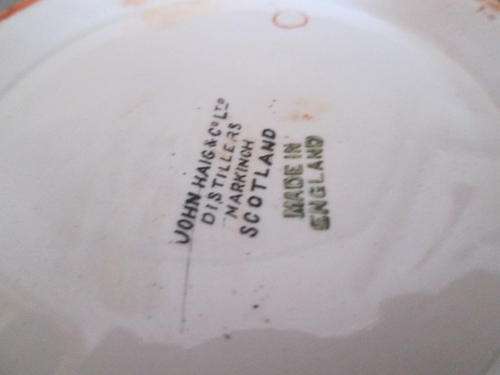 JOHN HAIG & Co LTD
DISTILLERS
MARKINCH
SCOTLAND
MADE IN
ENGLAND